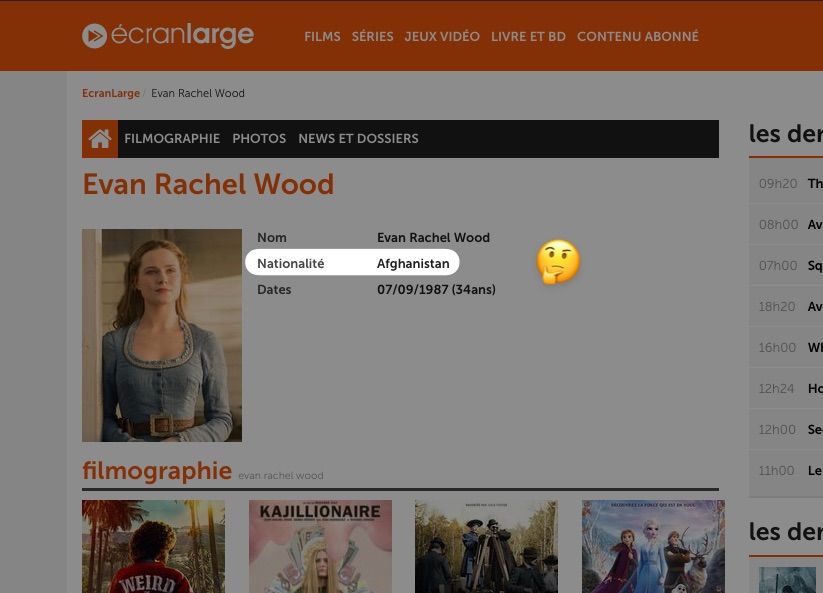 écranlarge
FILMS SÉRIES JEUX VIDÉO LIVRE ET BD CONTENU ABONNÉ
EcranLarge / Evan Rachel Wood
FILMOGRAPHIE PHOTOS NEWS ET DOSSIERS
Evan Rachel Wood
Nom Evan Rachel Wood
Nationalité Afghanistan
Dates 07/09/1987 (34ans)
filmographie evan rachel wood
KAJILLIONAIRE
WEIRD
les der
09h20 Th
08h00 Av
07h00 Sq
18h20 Av
16h00 Wh
12h24 Ho
12h00 Se
11h00 Le
les der